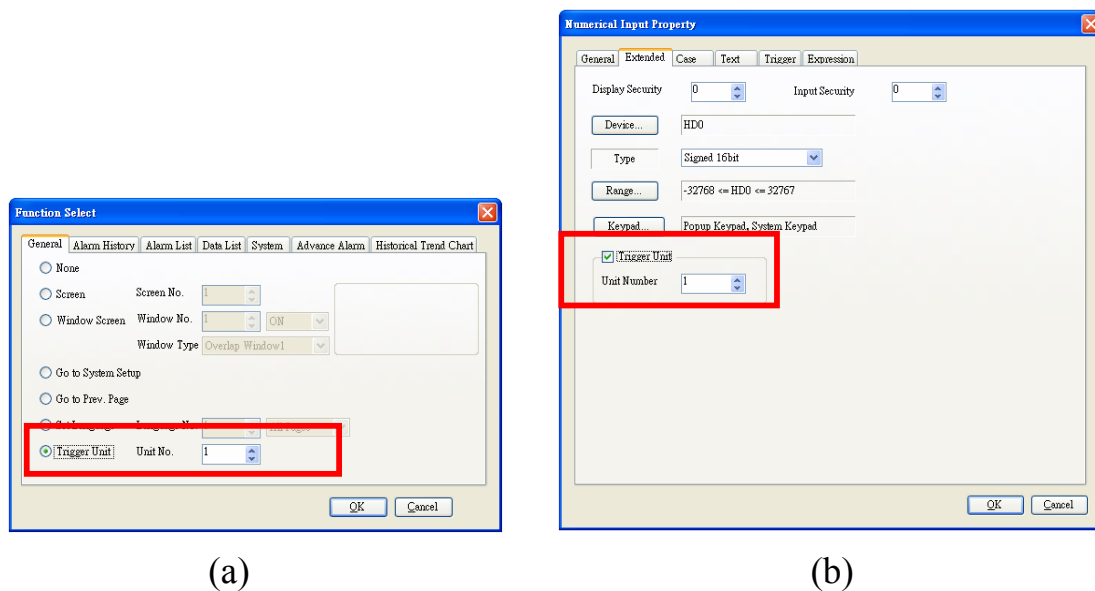 Function Select
General Alarm History Alarm List Data List System Advance Alarm Historical Trend Chart
None
Screen Screen No. 1
Window Screen Window No. 1 ON
Window Type Overlap Window1
Go to System Setup
Go to Prev. Page
Trigger Unit Unit No. 1
OK Cancel
(a)
Numerical Input Property
General Extended Case Text Trigger Expression
Display Security 0 Input Security 0
Device... HD0
Type Signed 16bit
Range... -32768 <= HD0 <= 32767
Keypad... Popup Keypad, System Keypad
Trigger Unit
Unit Number 1
OK Cancel
(b)